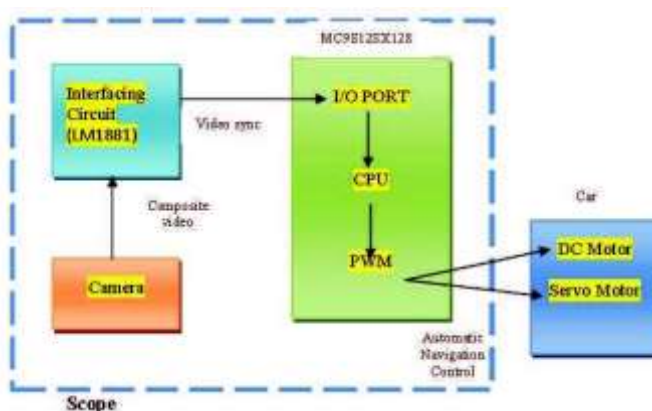 MC9S12SX128
Interfacing
Circuit
(LM1881)
Video sync
I/O PORT
CPU
Composite
video
Camera
PWM
Car
DC Motor
Servo Motor
Automatic
Navigation
Control
Scope